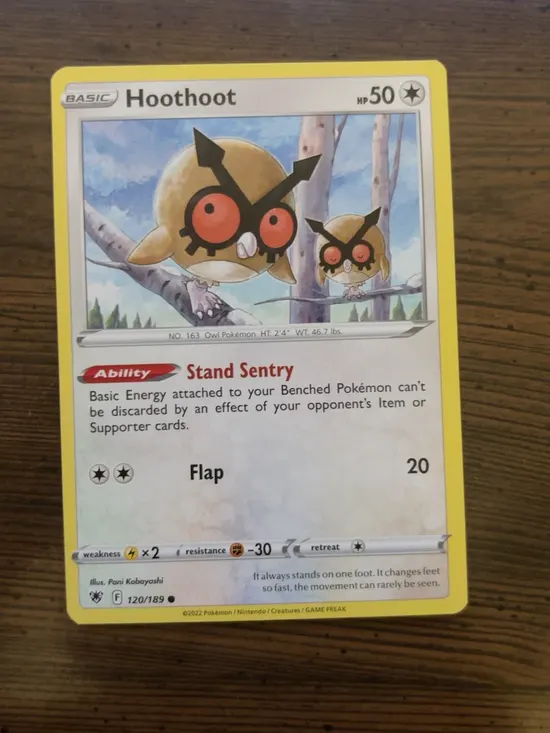 BASIC Hoothoot HP 50
NO. 163 Owl Pokémon HT: 2'4" WT: 46.7 lbs.
Ability Stand Sentry
Basic Energy attached to your Benched Pokémon can't
be discarded by an effect of your opponent's Item or
Supporter cards.
Flap 20
weakness ×2 resistance -30 retreat
Illus. Pani Kobayashi
It always stands on one foot. It changes feet
so fast, the movement can rarely be seen.
F 120/189
©2022 Pokémon / Nintendo / Creatures / GAME FREAK